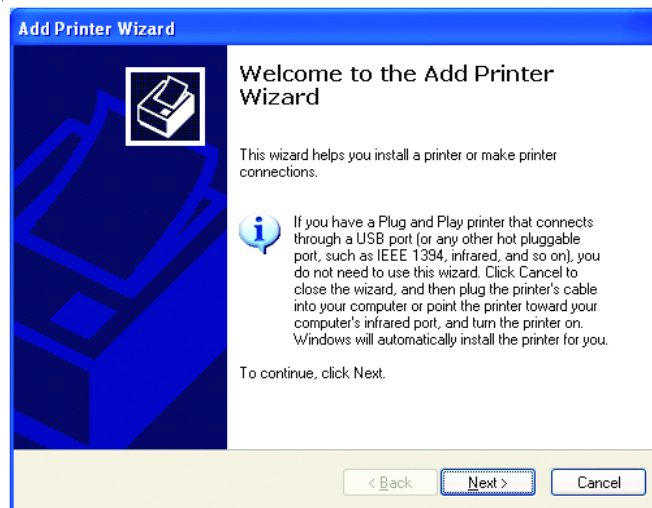 Add Printer Wizard
Welcome to the Add Printer
Wizard
This wizard helps you install a printer or make printer
connections.
If you have a Plug and Play printer that connects
through a USB port (or any other hot pluggable
port, such as IEEE 1394, infrared, and so on), you
do not need to use this wizard. Click Cancel to
close the wizard, and then plug the printer's cable
into your computer or point the printer toward your
computer's infrared port, and turn the printer on.
Windows will automatically install the printer for you.
To continue, click Next.
< Back Next > Cancel